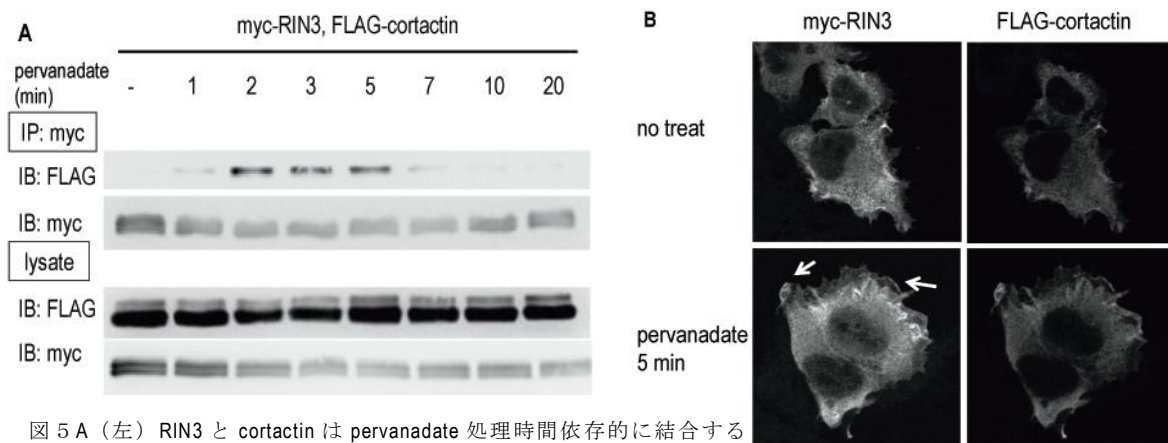 A
myc-RIN3, FLAG-cortactin
pervanadate
(min)
- 1 2 3 5 7 10 20
IP: myc
IB: FLAG
IB: myc
lysate
IB: FLAG
IB: myc
図５A（左）RIN3 と cortactin は pervanadate 処理時間依存的に結合する
B
myc-RIN3 FLAG-cortactin
no treat
pervanadate
5 min